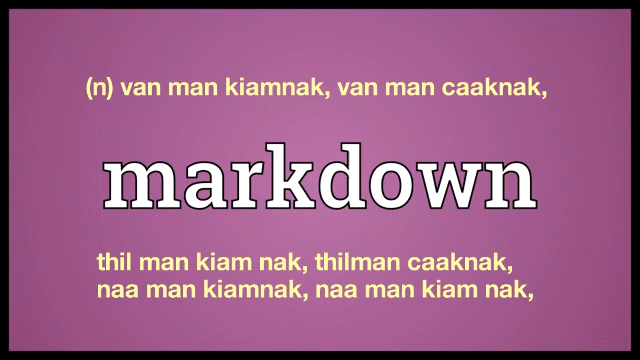 (n) van man kiamnak, van man caaknak,
markdown
thil man kiam nak, thilman caaknak,
naa man kiamnak, naa man kiam nak,